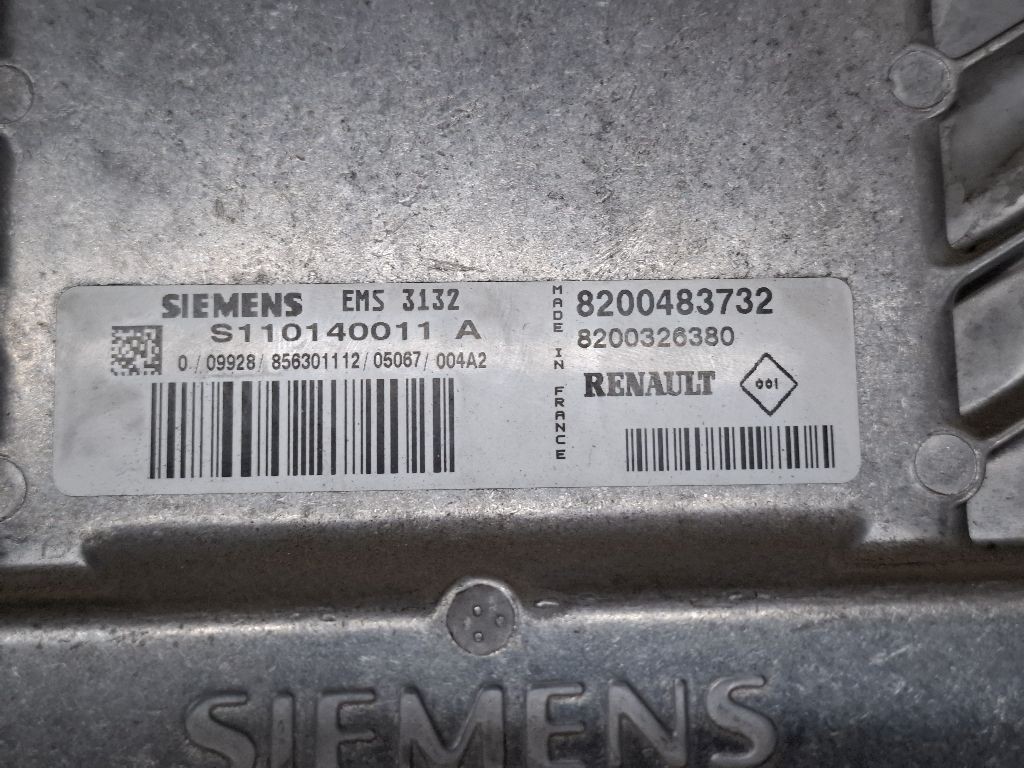 SIEMENS EMS 3132
S110140011 A
0 / 09928 / 856301112 / 05067 / 004A2
MADE IN FRANCE
8200483732
8200326380
RENAULT 001
SIEMENS